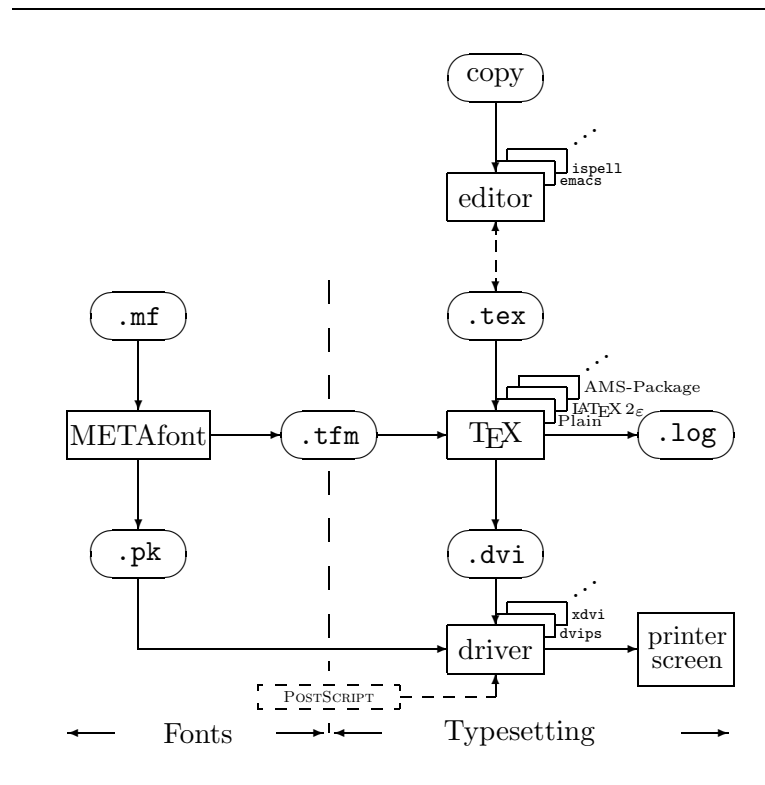 copy
ispell
emacs
editor
.mf
.tex
AMS-Package
LATEX 2ε
Plain
METAfont
.tfm
TEX
.log
.pk
.dvi
xdvi
dvips
driver
printer
screen
POSTSCRIPT
Fonts
Typesetting